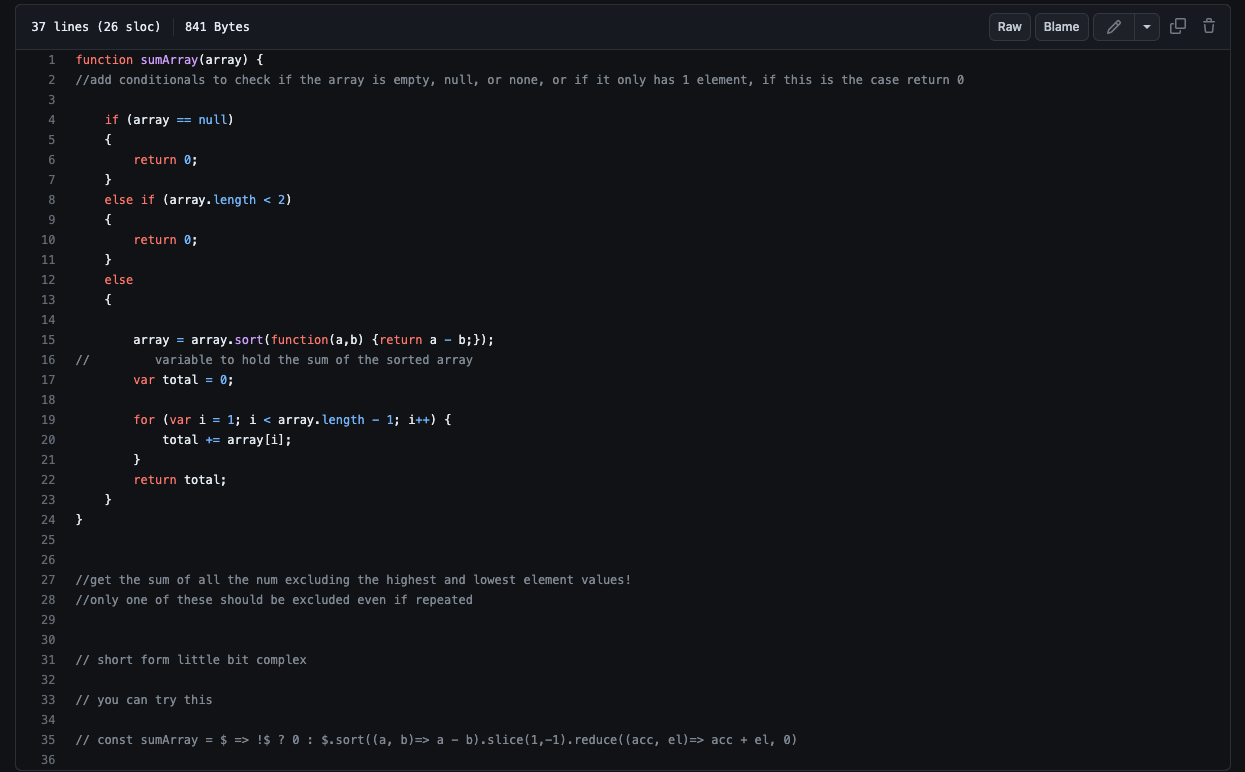 37 lines (26 sloc) 841 Bytes Raw Blame
1 function sumArray(array) {
2 //add conditionals to check if the array is empty, null, or none, or if it only has 1 element, if this is the case return 0
3
4 if (array == null)
5 {
6 return 0;
7 }
8 else if (array.length < 2)
9 {
10 return 0;
11 }
12 else
13 {
14
15 array = array.sort(function(a,b) {return a - b;});
16 // variable to hold the sum of the sorted array
17 var total = 0;
18
19 for (var i = 1; i < array.length - 1; i++) {
20 total += array[i];
21 }
22 return total;
23 }
24 }
25
26
27 //get the sum of all the num excluding the highest and lowest element values!
28 //only one of these should be excluded even if repeated
29
30
31 // short form little bit complex
32
33 // you can try this
34
35 // const sumArray = $ => !$ ? 0 : $.sort((a, b)=> a - b).slice(1,-1).reduce((acc, el)=> acc + el, 0)
36